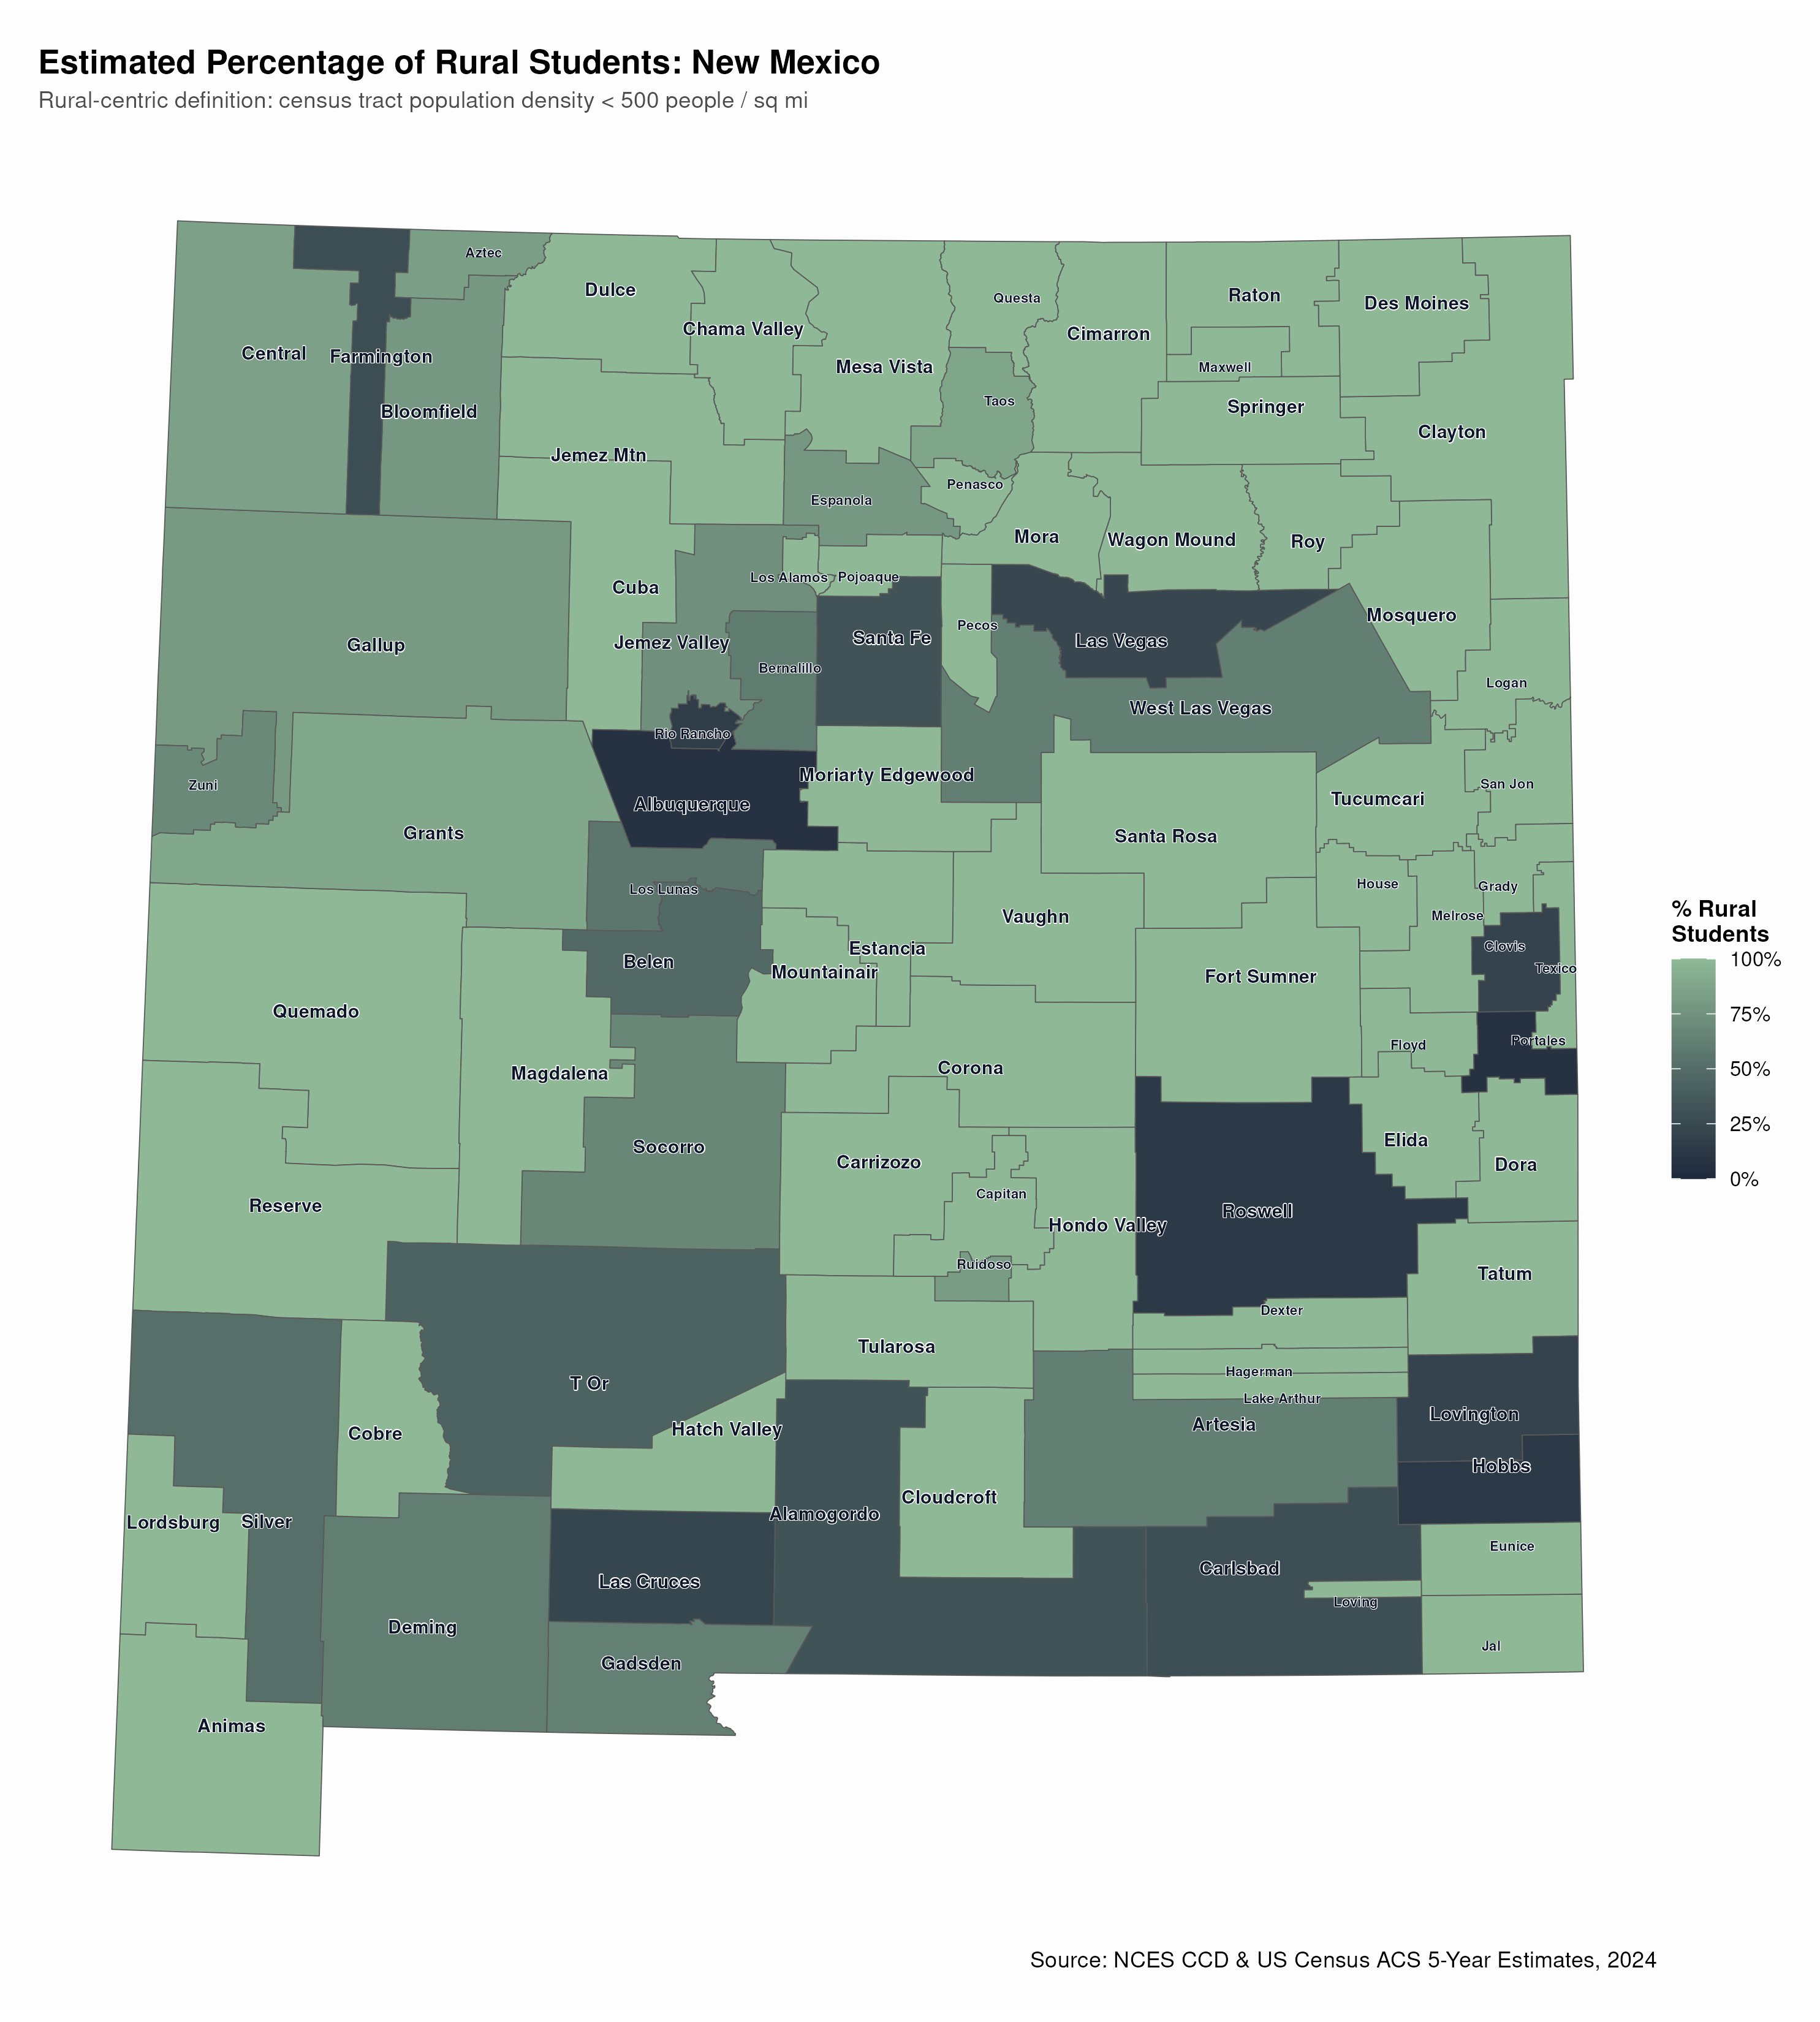 Estimated Percentage of Rural Students: New Mexico
Rural-centric definition: census tract population density < 500 people / sq mi
Aztec
Dulce
Questa
Raton
Des Moines
Chama Valley
Cimarron
Central
Farmington
Mesa Vista
Maxwell
Taos
Springer
Bloomfield
Clayton
Jemez Mtn
Penasco
Espanola
Mora
Wagon Mound
Roy
Los Alamos
Pojoaque
Cuba
Mosquero
Pecos
Santa Fe
Las Vegas
Gallup
Jemez Valley
Bernalillo
Logan
West Las Vegas
Rio Rancho
Moriarty Edgewood
Zuni
San Jon
Tucumcari
Albuquerque
Grants
Santa Rosa
House
Grady
Los Lunas
Melrose
Vaughn
Clovis
Estancia
Belen
Texico
Mountainair
Fort Sumner
Quemado
Portales
Floyd
Corona
Magdalena
Elida
Socorro
Carrizozo
Dora
Capitan
Reserve
Roswell
Hondo Valley
Ruidoso
Tatum
Dexter
Tularosa
Hagerman
T Or
Lake Arthur
Lovington
Artesia
Hatch Valley
Cobre
Hobbs
Cloudcroft
Alamogordo
Lordsburg
Silver
Eunice
Carlsbad
Las Cruces
Loving
Deming
Jal
Gadsden
Animas
% Rural
Students
100%
75%
50%
25%
0%
Source: NCES CCD & US Census ACS 5-Year Estimates, 2024